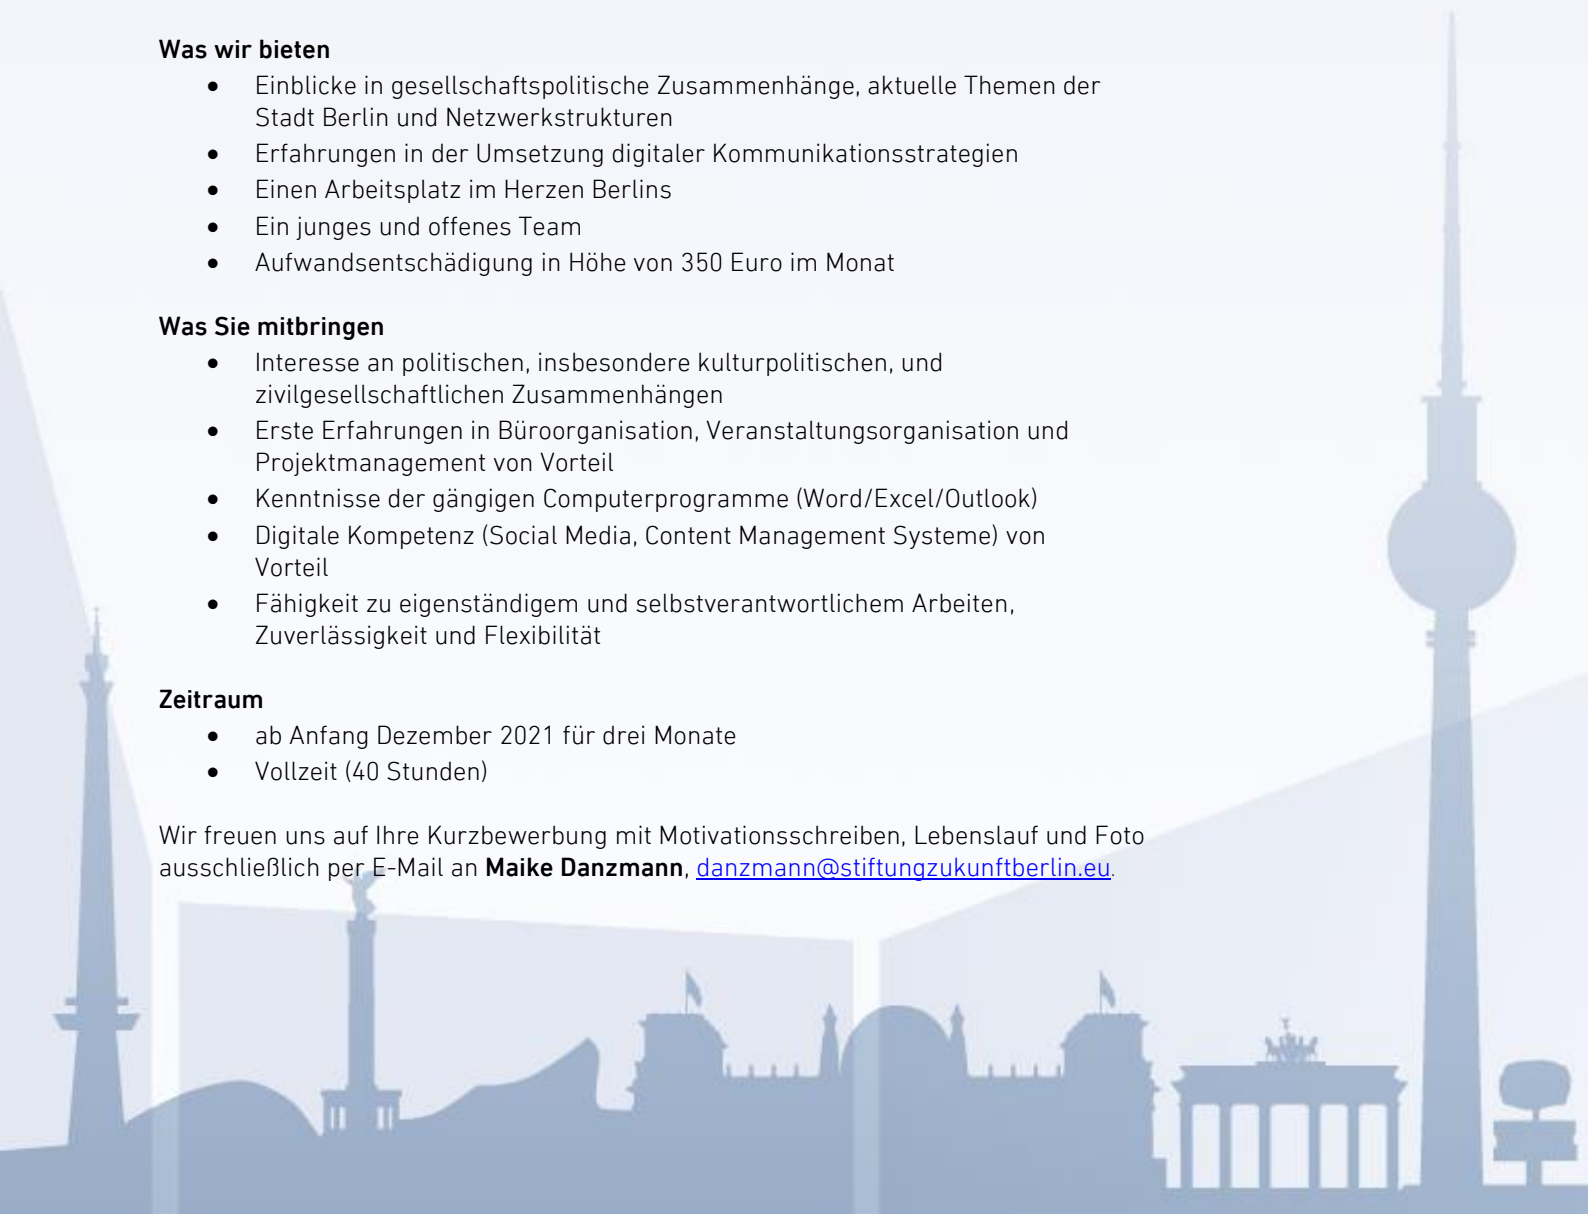 Was wir bieten
• Einblicke in gesellschaftspolitische Zusammenhänge, aktuelle Themen der
Stadt Berlin und Netzwerkstrukturen
• Erfahrungen in der Umsetzung digitaler Kommunikationsstrategien
• Einen Arbeitsplatz im Herzen Berlins
• Ein junges und offenes Team
• Aufwandsentschädigung in Höhe von 350 Euro im Monat
Was Sie mitbringen
• Interesse an politischen, insbesondere kulturpolitischen, und
zivilgesellschaftlichen Zusammenhängen
• Erste Erfahrungen in Büroorganisation, Veranstaltungsorganisation und
Projektmanagement von Vorteil
• Kenntnisse der gängigen Computerprogramme (Word/Excel/Outlook)
• Digitale Kompetenz (Social Media, Content Management Systeme) von
Vorteil
• Fähigkeit zu eigenständigem und selbstverantwortlichem Arbeiten,
Zuverlässigkeit und Flexibilität
Zeitraum
• ab Anfang Dezember 2021 für drei Monate
• Vollzeit (40 Stunden)
Wir freuen uns auf Ihre Kurzbewerbung mit Motivationsschreiben, Lebenslauf und Foto
ausschließlich per E-Mail an Maike Danzmann, danzmann@stiftungzukunftberlin.eu.